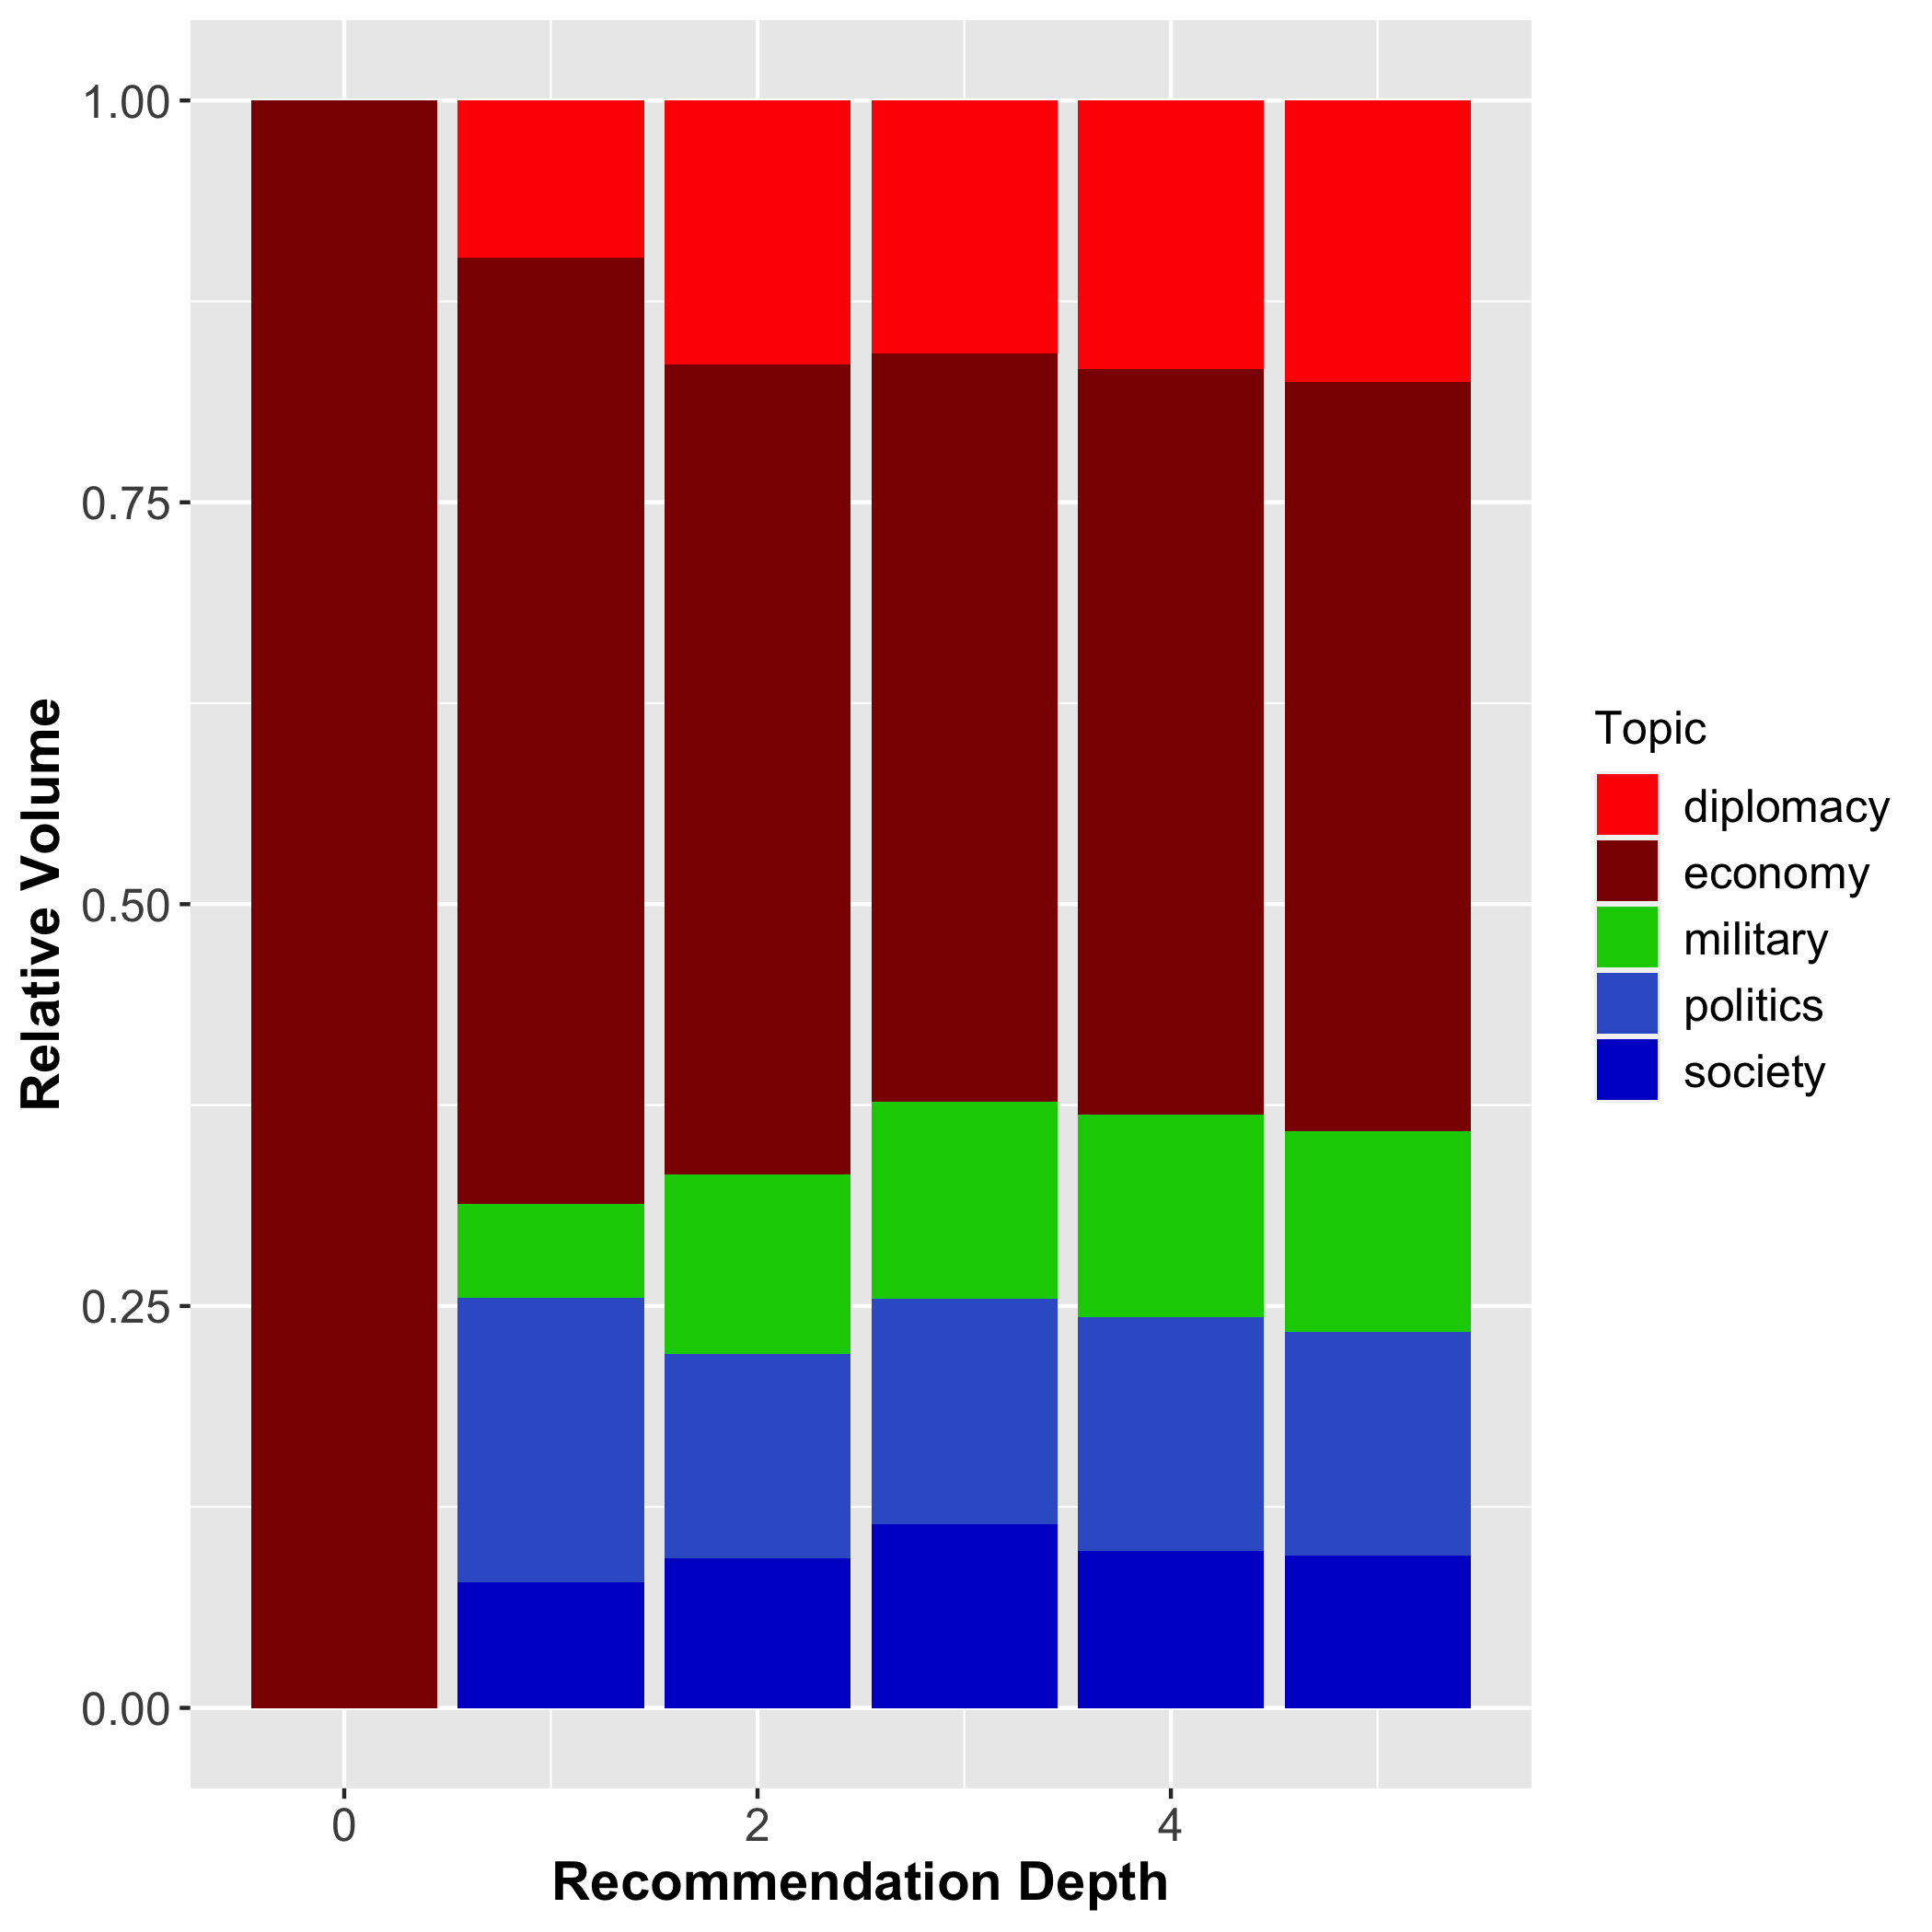 1.00
0.75
0.50
0.25
0.00
Relative Volume
0
2
4
Recommendation Depth
Topic
diplomacy
economy
military
politics
society